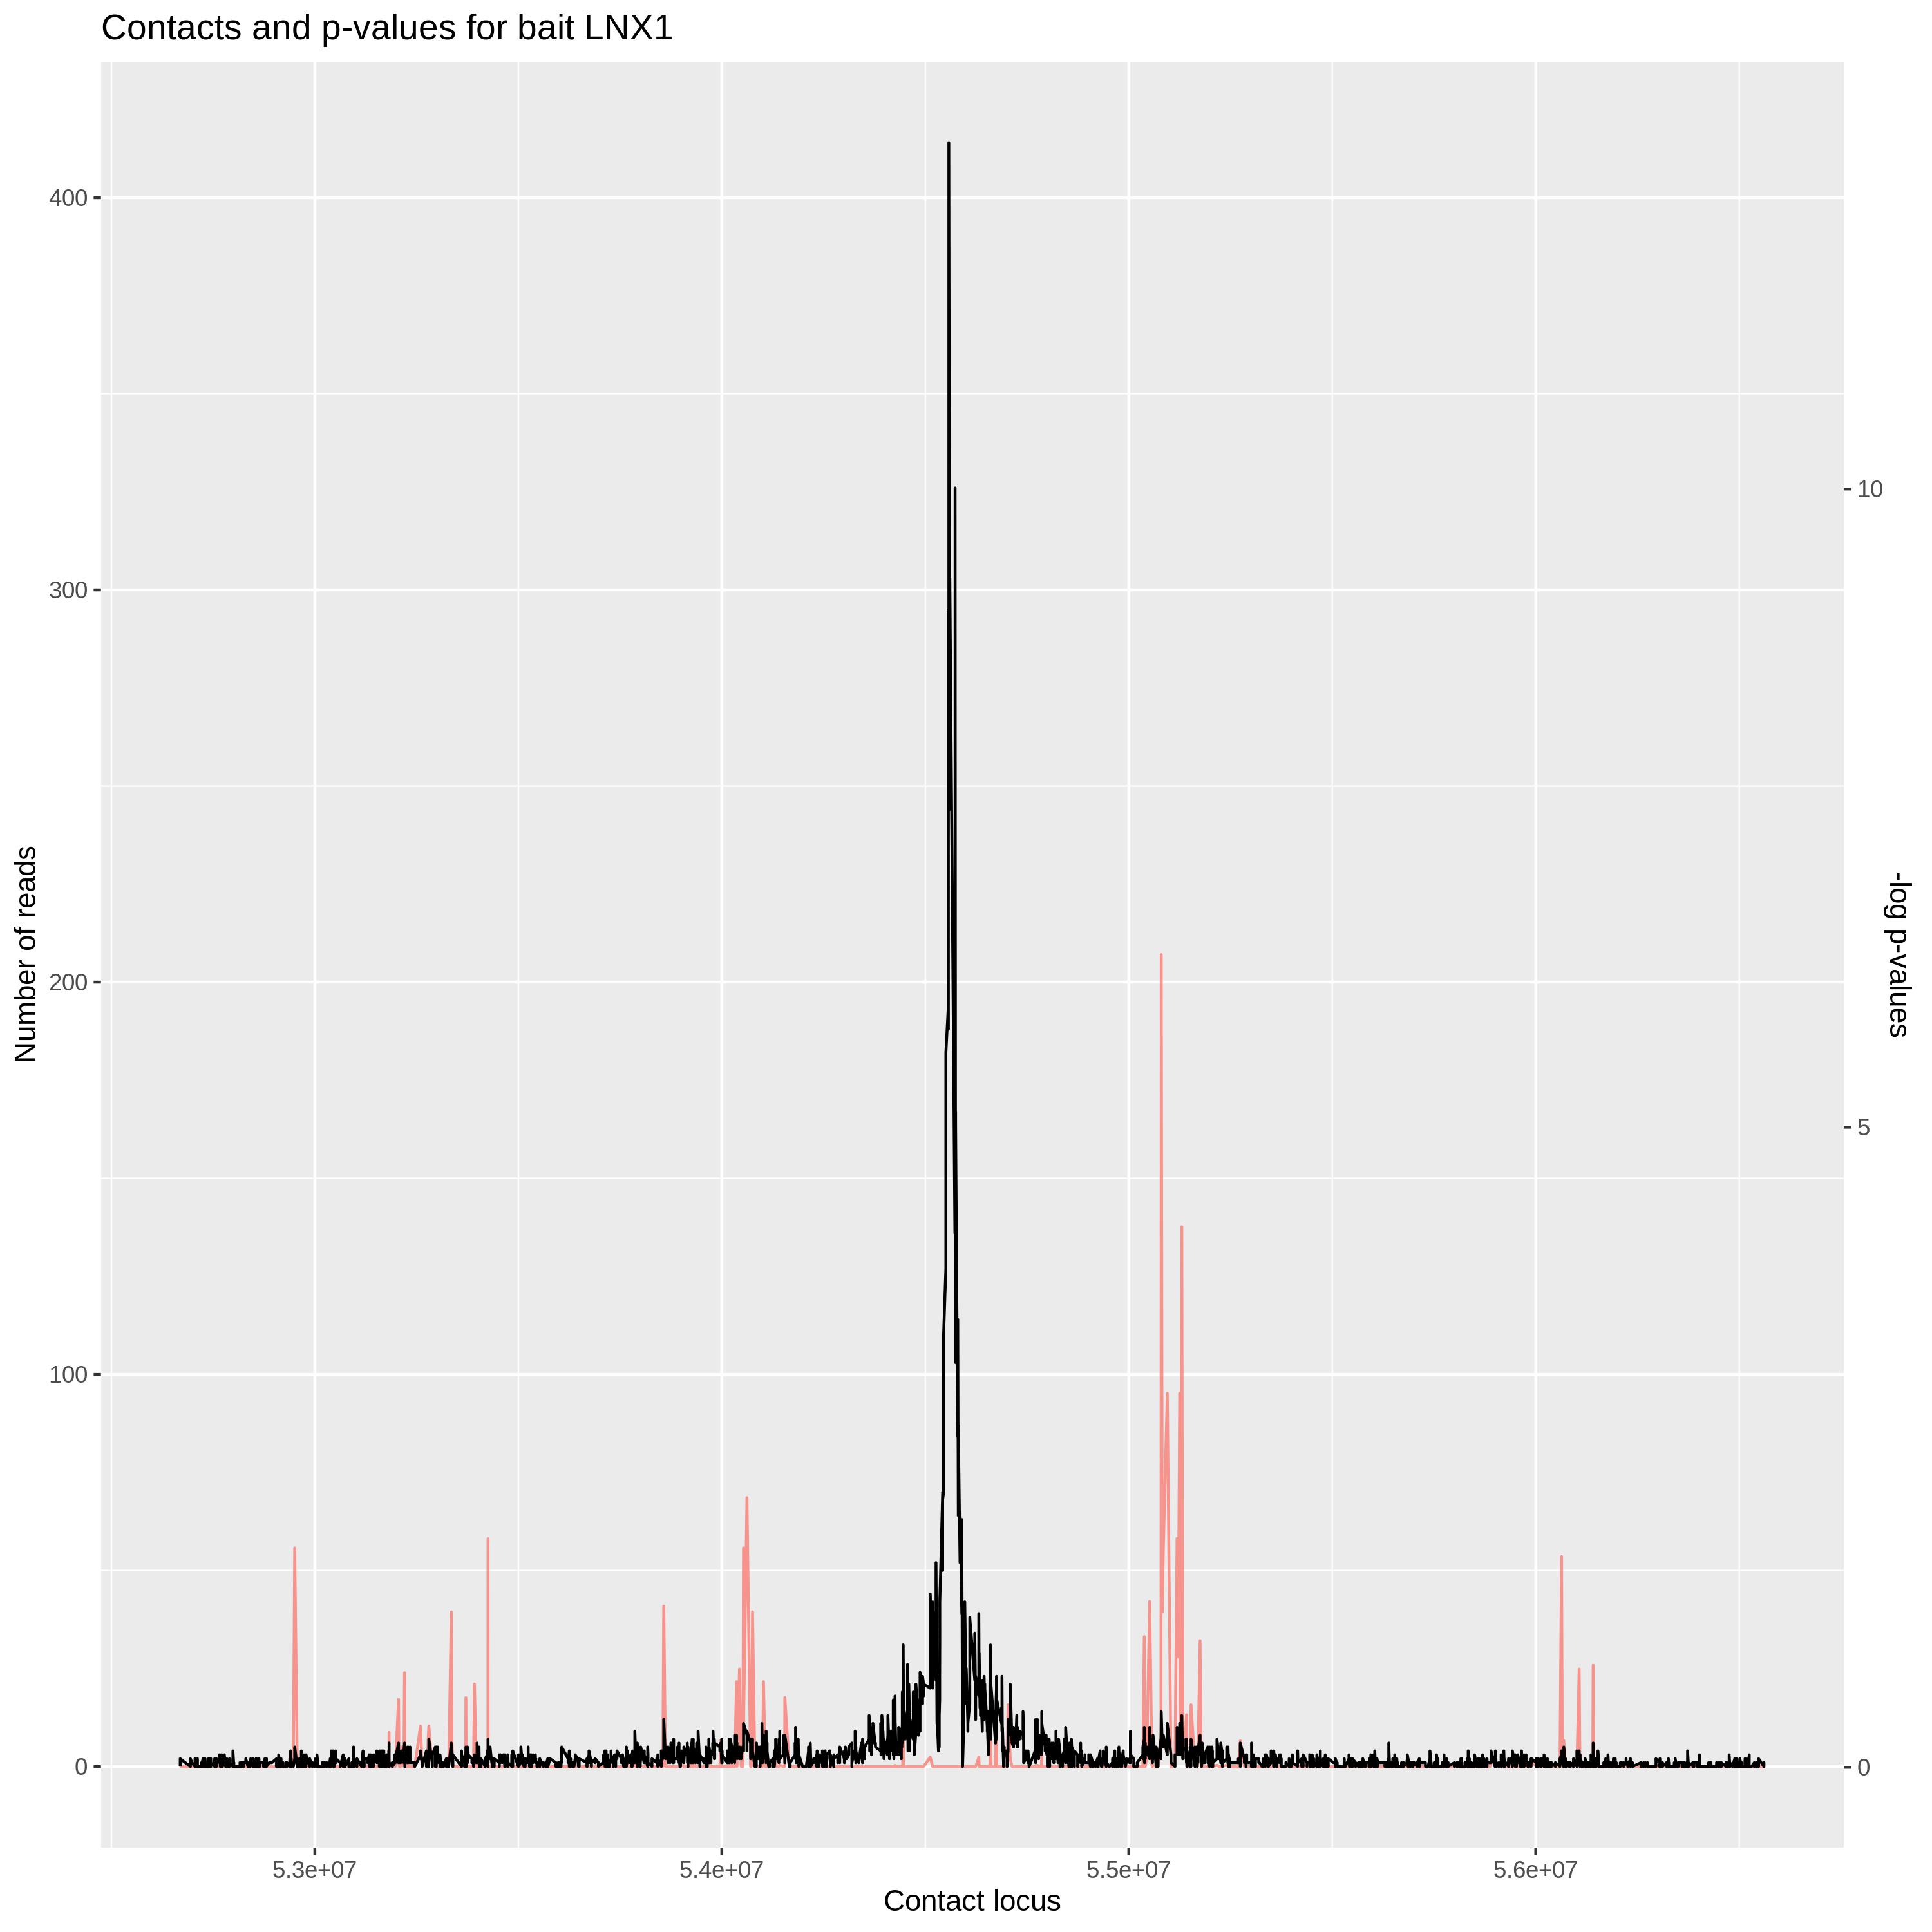 Contacts and p-values for bait LNX1
Number of reads
400
300
200
100
0
10
5
0
-log p-values
5.3e+07
5.4e+07
5.5e+07
5.6e+07
Contact locus